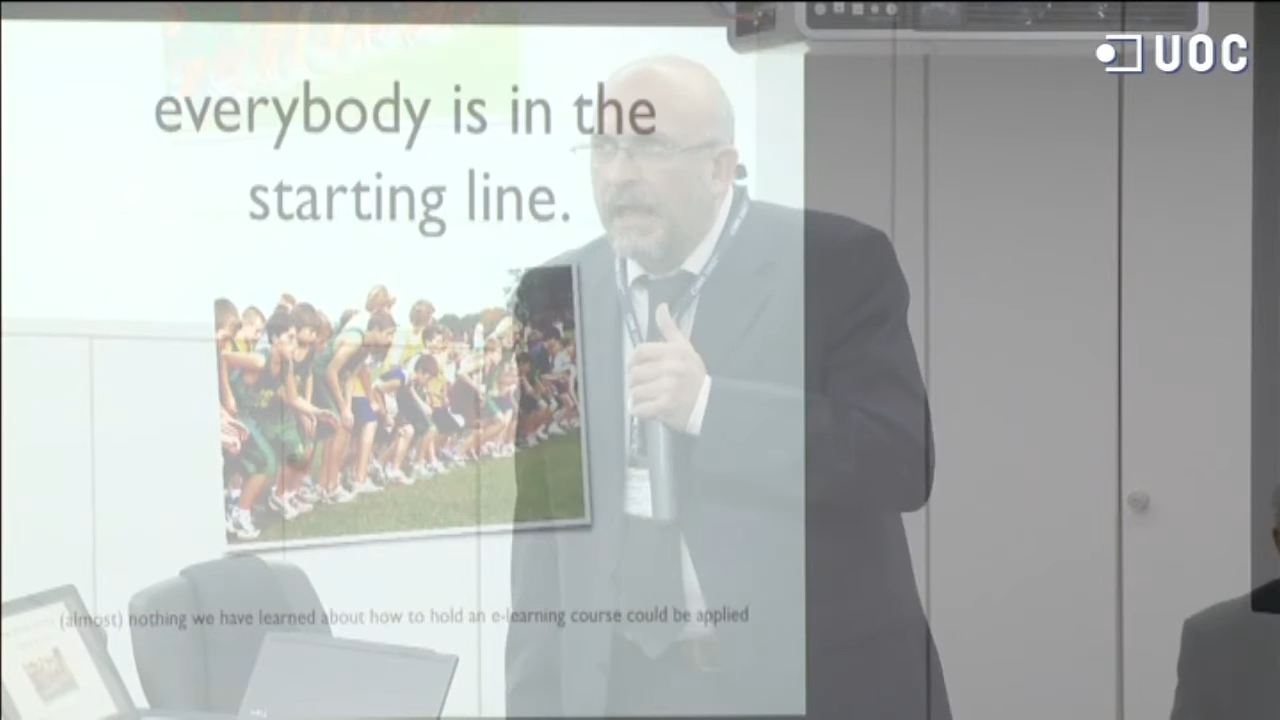 UOC
everybody is in the
starting line.
(almost) nothing we have learned about how to hold an e-learning course could be applied